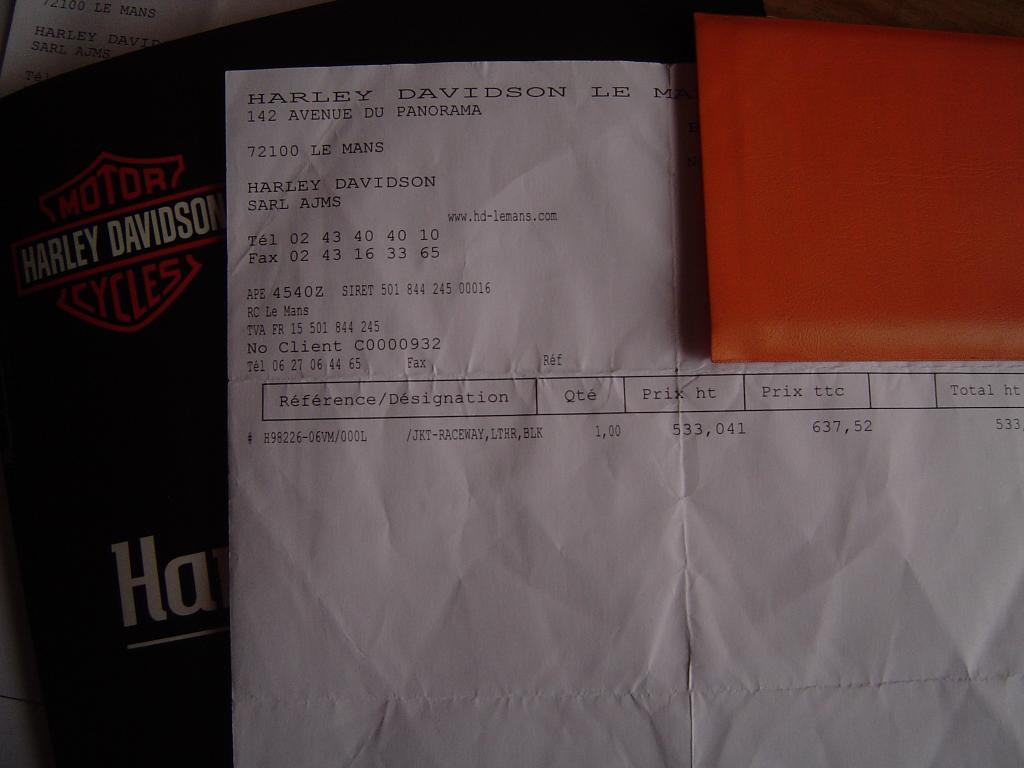 72100 LE MANS
HARLEY DAVID
SARL AJMS
Tél
MOTOR
HARLEY-DAVIDSON
CYCLES
Har
HARLEY DAVIDSON LE MA
142 AVENUE DU PANORAMA
72100 LE MANS
HARLEY DAVIDSON
SARL AJMS
www.hd-lemans.com
Tél 02 43 40 40 10
Fax 02 43 16 33 65
APE 4540Z SIRET 501 844 245 00016
RC Le Mans
TVA FR 15 501 844 245
No Client C0000932
Tél 06 27 06 44 65 Fax Réf
Référence/Désignation Qté Prix ht Prix ttc Total ht
# H98226-06VM/000L /JKT-RACEWAY,LTHR,BLK 1,00 533,041 637,52 533,